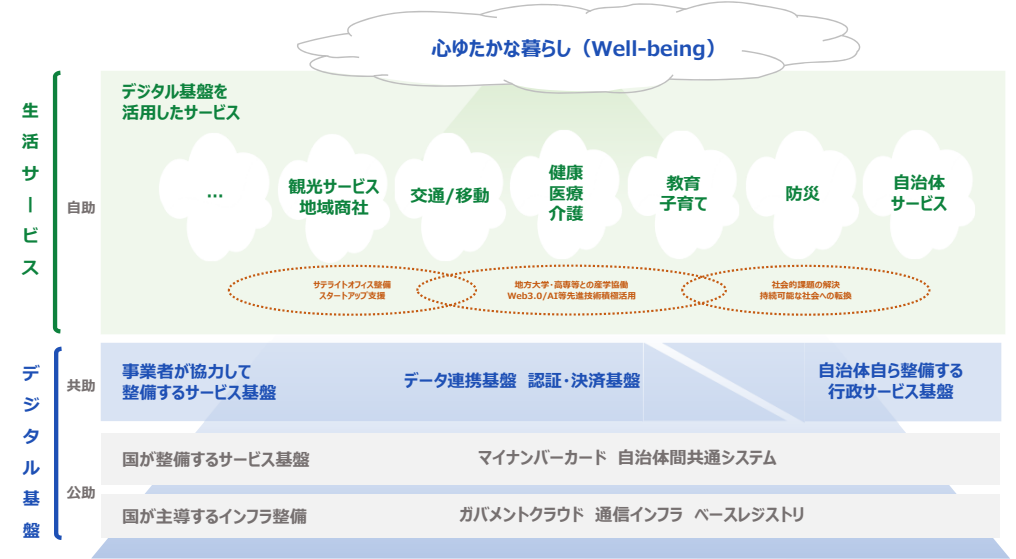 心ゆたかな暮らし（Well-being）
生活サービス
自助
デジタル基盤を
活用したサービス
…
観光サービス
地域商社
交通/移動
健康
医療
介護
教育
子育て
防災
自治体
サービス
サテライトオフィス整備
スタートアップ支援
地方大学・高専等との産学協働
Web3.0/AI等先進技術積極活用
社会的課題の解決
持続可能な社会への転換
デジタル基盤
共助
事業者が協力して
整備するサービス基盤
データ連携基盤 認証・決済基盤
自治体自ら整備する
行政サービス基盤
公助
国が整備するサービス基盤
マイナンバーカード 自治体間共通システム
国が主導するインフラ整備
ガバメントクラウド 通信インフラ ベースレジストリ